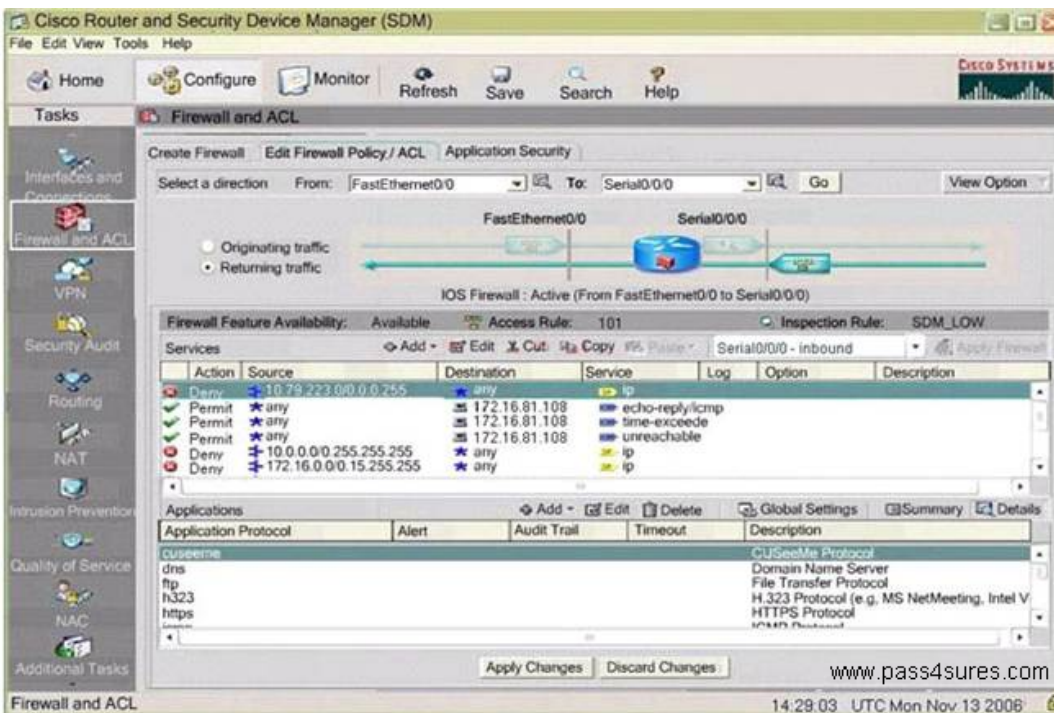 Cisco Router and Security Device Manager (SDM)
File Edit View Tools Help
Home Configure Monitor Refresh Save Search Help
CISCO SYSTEMS
Tasks
Firewall and ACL
Create Firewall Edit Firewall Policy / ACL Application Security
Interfaces and
Select a direction From: FastEthernet0/0 To: Serial0/0/0 Go View Option
FastEthernet0/0 Serial0/0/0
Firewall and ACL
Originating traffic
Returning traffic
IOS Firewall : Active (From FastEthernet0/0 to Serial0/0/0)
VPN
Firewall Feature Availability: Available Access Rule: 101 Inspection Rule: SDM_LOW
Security Audit
Services Add Edit Cut Copy Paste Serial0/0/0 - inbound Apply Firewall
Action Source Destination Service Log Option Description
Deny 10.79.223.0/0.0.0.255 any ip
Permit any 172.16.81.108 echo-reply/icmp
Permit any 172.16.81.108 time-exceede
Permit any 172.16.81.108 unreachable
Deny 10.0.0.0/0.255.255.255 any ip
Deny 172.16.0.0/0.15.255.255 any ip
Routing
NAT
Intrusion Prevention
Applications Add Edit Delete Global Settings Summary Details
Application Protocol Alert Audit Trail Timeout Description
cuseeme CUSeeMe Protocol
dns Domain Name Server
ftp File Transfer Protocol
h323 H.323 Protocol (e.g. MS NetMeeting, Intel V
https HTTPS Protocol
Quality of Service
NAC
Additional Tasks
Apply Changes Discard Changes
www.pass4sures.com
Firewall and ACL 14:29:03 UTC Mon Nov 13 2006